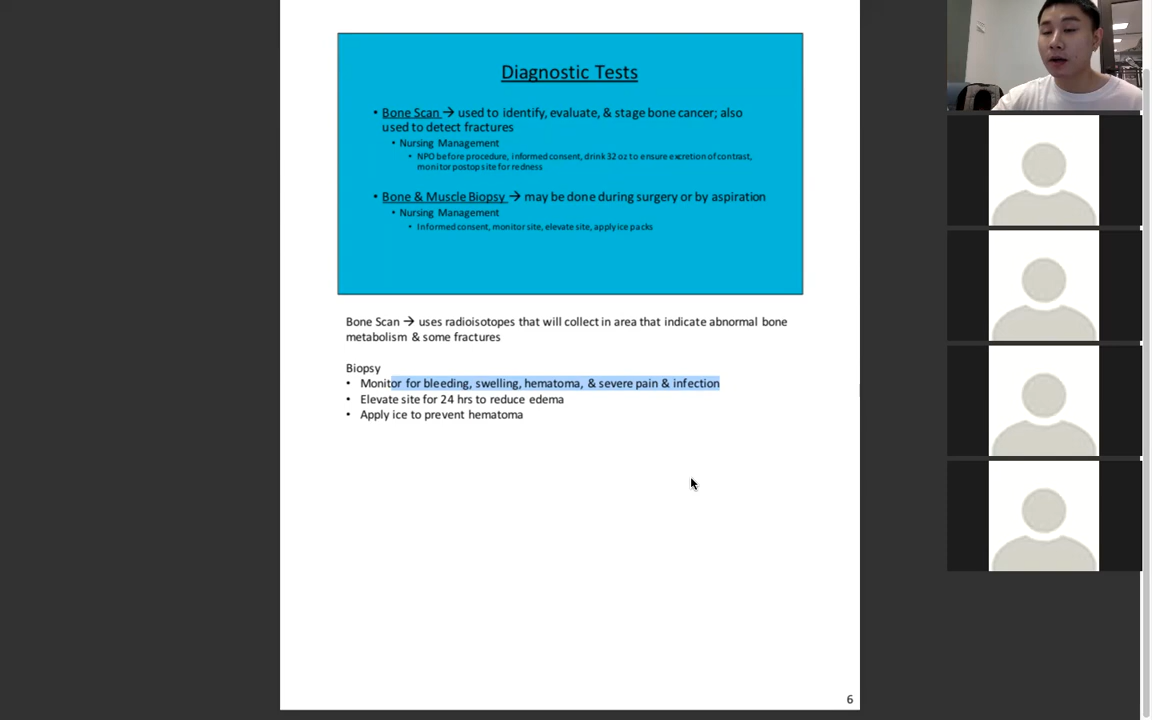 Diagnostic Tests
• Bone Scan → used to identify, evaluate, & stage bone cancer; also
used to detect fractures
• Nursing Management
• NPO before procedure, informed consent, drink 32 oz to ensure excretion of contrast,
monitor postop site for redness
• Bone & Muscle Biopsy → may be done during surgery or by aspiration
• Nursing Management
• Informed consent, monitor site, elevate site, apply ice packs
Bone Scan → uses radioisotopes that will collect in area that indicate abnormal bone
metabolism & some fractures
Biopsy
• Monitor for bleeding, swelling, hematoma, & severe pain & infection
• Elevate site for 24 hrs to reduce edema
• Apply ice to prevent hematoma
6